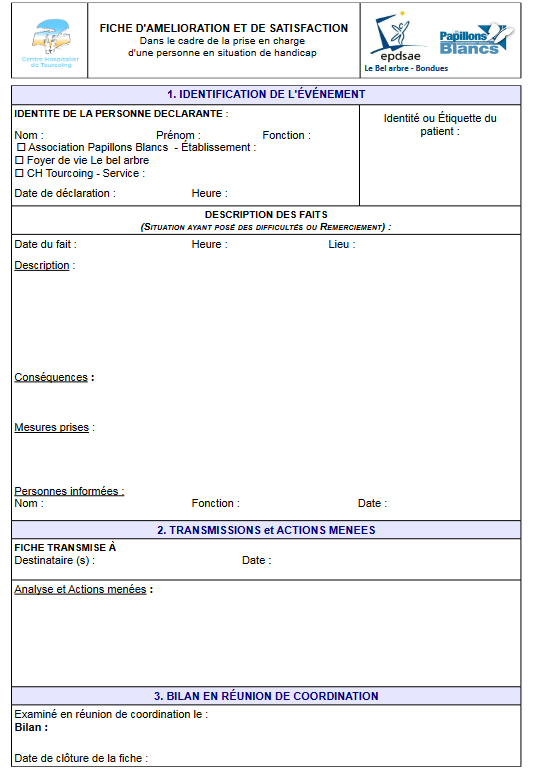 Centre Hospitalier
de Tourcoing
FICHE D'AMELIORATION ET DE SATISFACTION
Dans le cadre de la prise en charge
d'une personne en situation de handicap
epdsae
Le Bel arbre - Bondues
Papillons
Blancs
1. IDENTIFICATION DE L'ÉVÉNEMENT
IDENTITE DE LA PERSONNE DECLARANTE :
Nom : Prénom : Fonction :
☐ Association Papillons Blancs - Établissement :
☐ Foyer de vie Le bel arbre
☐ CH Tourcoing - Service :
Date de déclaration : Heure :
Identité ou Étiquette du
patient :
DESCRIPTION DES FAITS
(SITUATION AYANT POSÉ DES DIFFICULTÉS OU REMERCIEMENT) :
Date du fait : Heure : Lieu :
Description :
Conséquences :
Mesures prises :
Personnes informées :
Nom : Fonction : Date :
2. TRANSMISSIONS et ACTIONS MENEES
FICHE TRANSMISE À
Destinataire (s) : Date :
Analyse et Actions menées :
3. BILAN EN RÉUNION DE COORDINATION
Examiné en réunion de coordination le :
Bilan :
Date de clôture de la fiche :